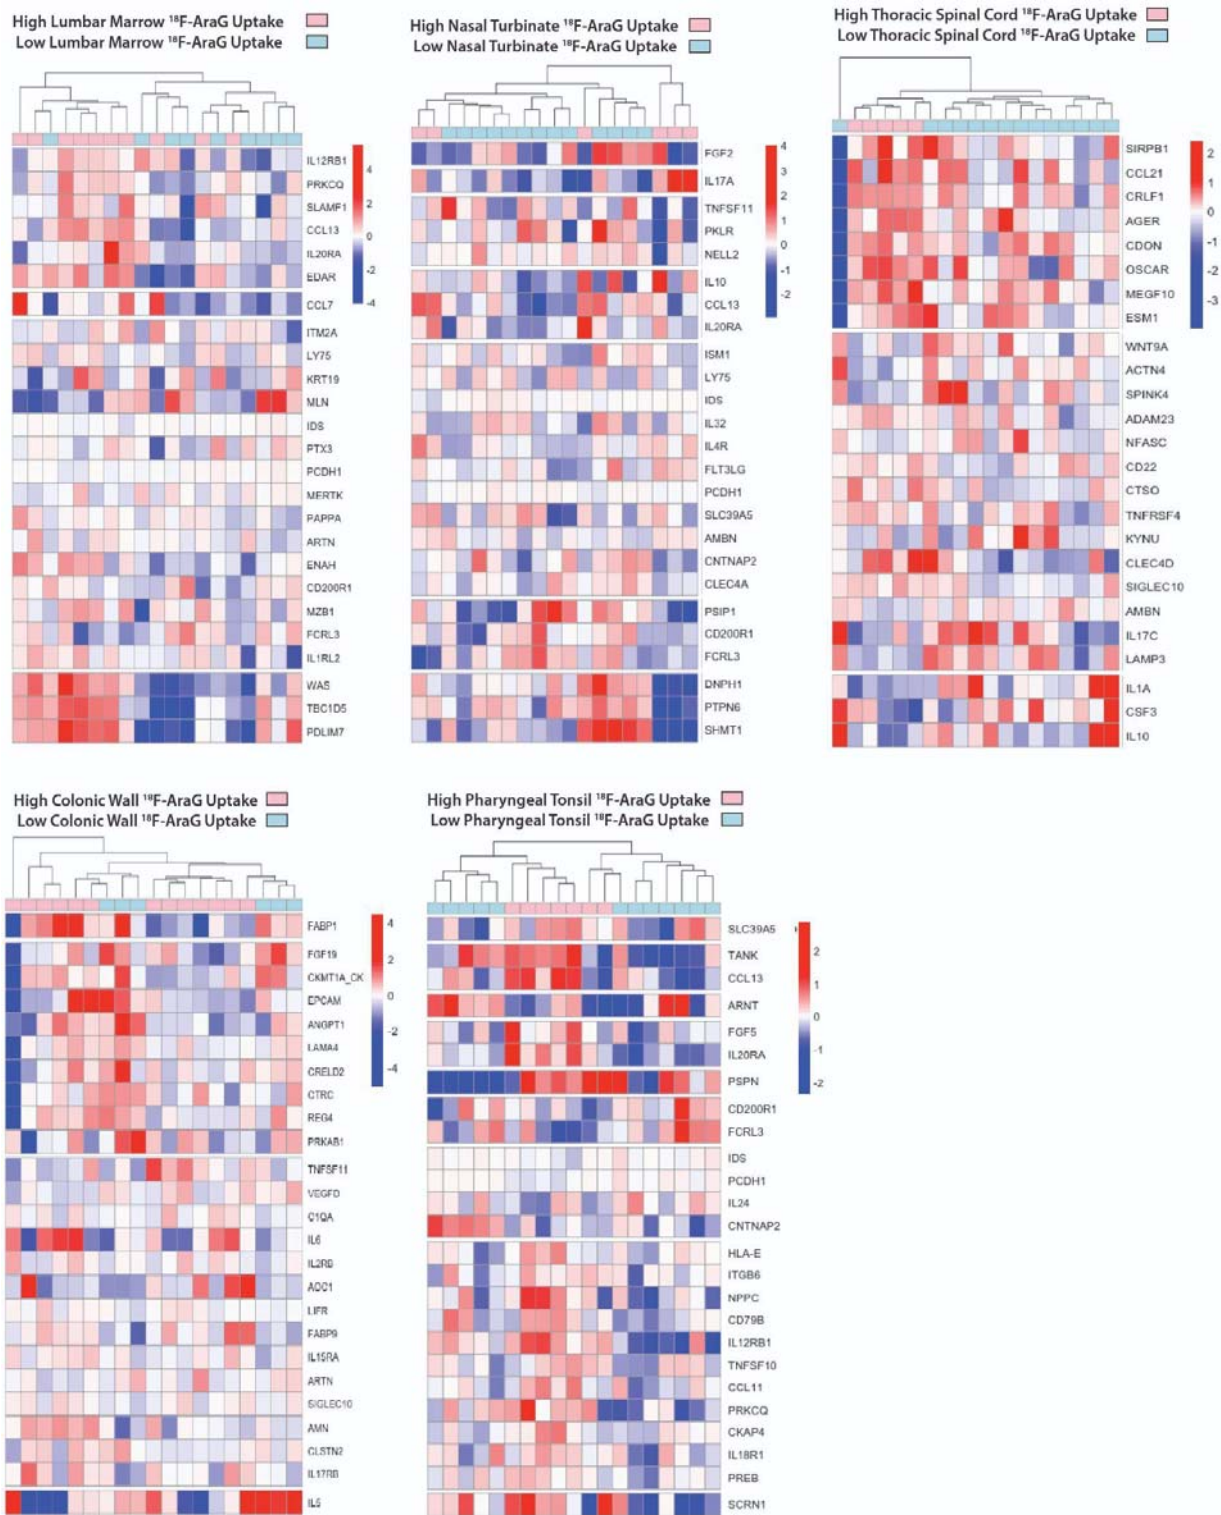 High Lumbar Marrow ¹⁸F-AraG Uptake
Low Lumbar Marrow ¹⁸F-AraG Uptake
IL12RB1
PRKCQ
SLAMF1
CCL13
IL20RA
EDAR
CCL7
ITM2A
LY75
KRT19
MLN
IDS
PTX3
PCDH1
MERTK
PAPPA
ARTN
ENAH
CD200R1
MZB1
FCRL3
IL1RL2
WAS
TBC1D5
PDLIM7
4
2
0
-2
-4
High Nasal Turbinate ¹⁸F-AraG Uptake
Low Nasal Turbinate ¹⁸F-AraG Uptake
FGF2
IL17A
TNFSF11
PKLR
NELL2
IL10
CCL13
IL20RA
ISM1
LY75
IDS
IL32
IL4R
FLT3LG
PCDH1
SLC39A5
AMBN
CNTNAP2
CLEC4A
PSIP1
CD200R1
FCRL3
DNPH1
PTPN6
SHMT1
4
3
2
1
0
-1
-2
High Thoracic Spinal Cord ¹⁸F-AraG Uptake
Low Thoracic Spinal Cord ¹⁸F-AraG Uptake
SIRPB1
CCL21
CRLF1
AGER
CDON
OSCAR
MEGF10
ESM1
WNT9A
ACTN4
SPINK4
ADAM23
NFASC
CD22
CTSO
TNFRSF4
KYNU
CLEC4D
SIGLEC10
AMBN
IL17C
LAMP3
IL1A
CSF3
IL10
2
1
0
-1
-2
-3
High Colonic Wall ¹⁸F-AraG Uptake
Low Colonic Wall ¹⁸F-AraG Uptake
FABP1
FGF19
CKMT1A_CK
EPCAM
ANGPT1
LAMA4
CRELD2
CTRC
REG4
PRKAB1
TNFSF11
VEGFD
C1QA
IL6
IL2RB
AOC1
LIFR
FABP9
IL15RA
ARTN
SIGLEC10
AMN
CLSTN2
IL17RB
IL5
4
2
0
-2
-4
High Pharyngeal Tonsil ¹⁸F-AraG Uptake
Low Pharyngeal Tonsil ¹⁸F-AraG Uptake
SLC39A5
TANK
CCL13
ARNT
FGF5
IL20RA
PSPN
CD200R1
FCRL3
IDS
PCDH1
IL24
CNTNAP2
HLA-E
ITGB6
NPPC
CD79B
IL12RB1
TNFSF10
CCL11
PRKCQ
CKAP4
IL18R1
PREB
SCRN1
2
1
0
-1
-2